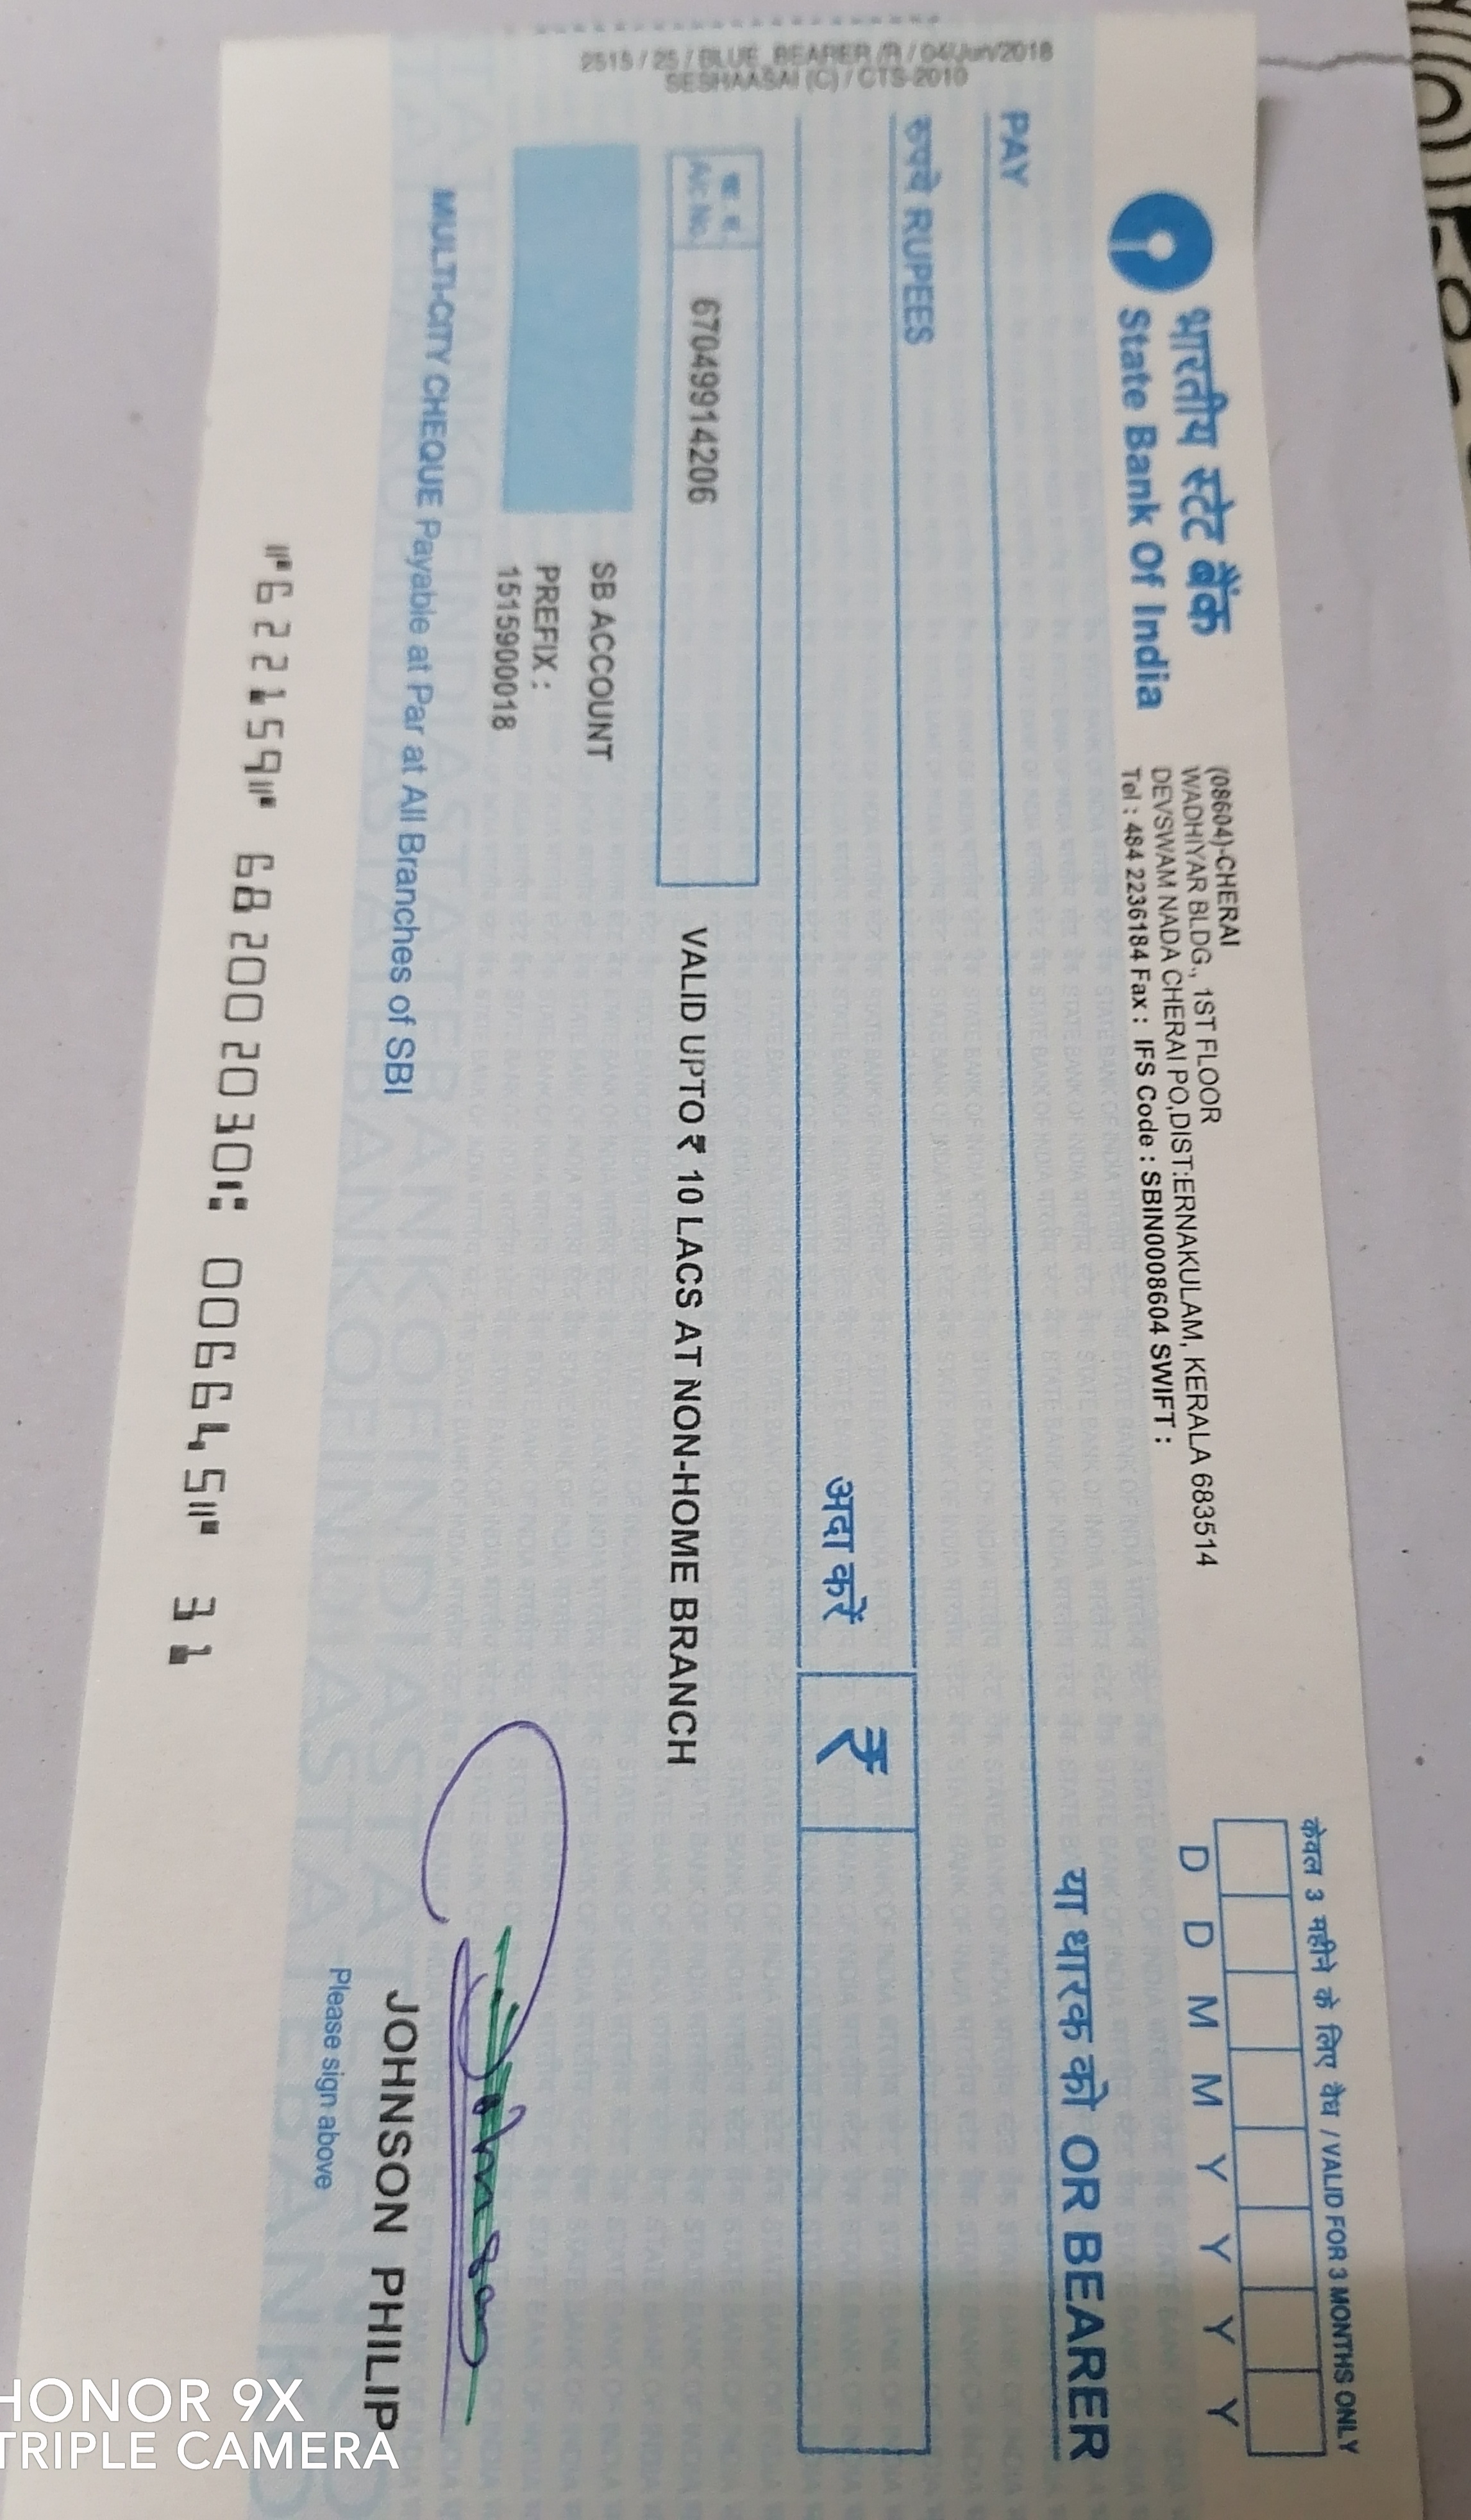 केवल 3 महीने के लिए वैध / VALID FOR 3 MONTHS ONLY
D D M M Y Y Y Y
भारतीय स्टेट बैंक
State Bank Of India
(08604)-CHERAI
WADHIYAR BLDG., 1ST FLOOR
DEVSWAM NADA CHERAI PO,DIST:ERNAKULAM, KERALA 683514
Tel : 484 2236184 Fax : IFS Code : SBIN0008604 SWIFT :
PAY
या धारक को OR BEARER
रुपये RUPEES
अदा करें ₹
A/c No. 67049914206
VALID UPTO ₹ 10 LACS AT NON-HOME BRANCH
SB ACCOUNT
PREFIX :
1515900018
Johnson
JOHNSON PHILIP
Please sign above
MULTI-CITY CHEQUE Payable at Par at All Branches of SBI
⑈622159⑈ 682002030⑆ 006645⑈ 31
2515 / 25 / BLUE_BEARER /R / 04/Jun/2018
SESHAASAI (C) / CTS-2010
HONOR 9X
TRIPLE CAMERA